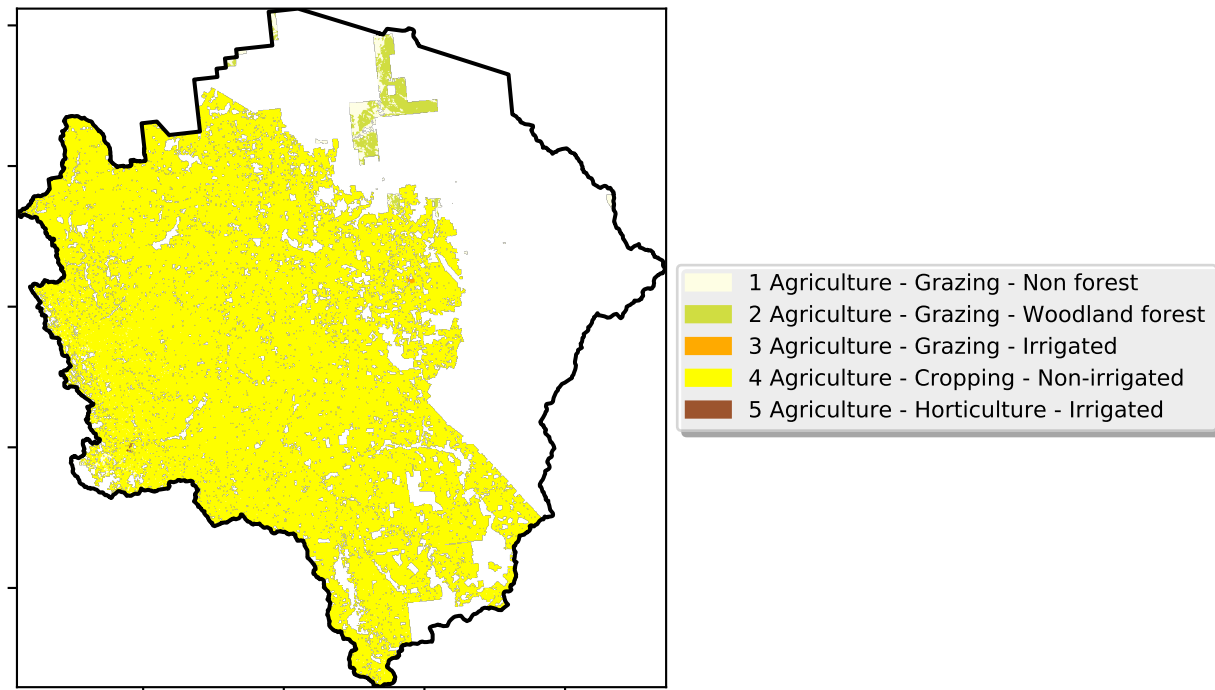 1 Agriculture - Grazing - Non forest
2 Agriculture - Grazing - Woodland forest
3 Agriculture - Grazing - Irrigated
4 Agriculture - Cropping - Non-irrigated
5 Agriculture - Horticulture - Irrigated